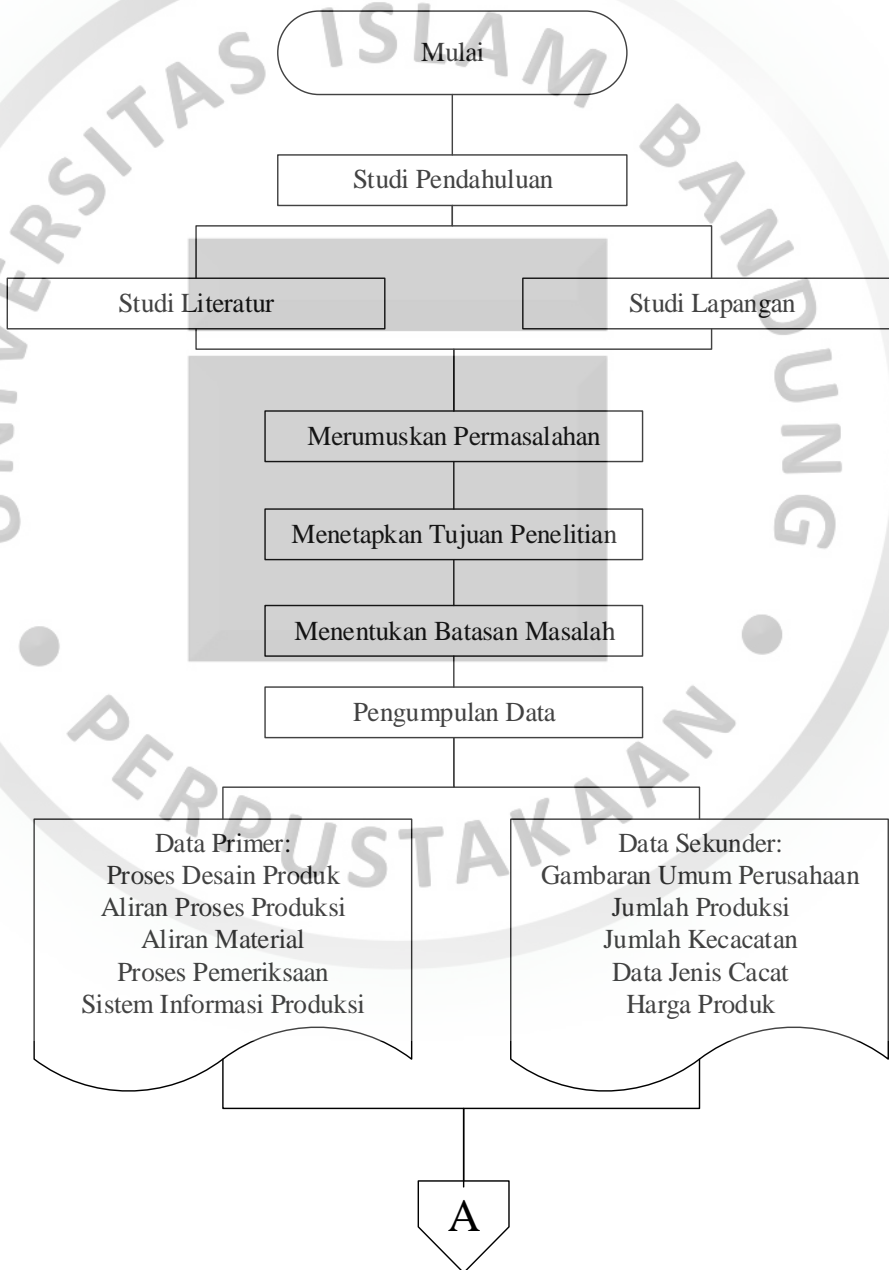 UNIVERSITAS ISLAM BANDUNG
Mulai
Studi Pendahuluan
Studi Literatur
Studi Lapangan
Merumuskan Permasalahan
Menetapkan Tujuan Penelitian
Menentukan Batasan Masalah
Pengumpulan Data
PERPUSTAKAAN
Data Primer:
Proses Desain Produk
Aliran Proses Produksi
Aliran Material
Proses Pemeriksaan
Sistem Informasi Produksi
Data Sekunder:
Gambaran Umum Perusahaan
Jumlah Produksi
Jumlah Kecacatan
Data Jenis Cacat
Harga Produk
A